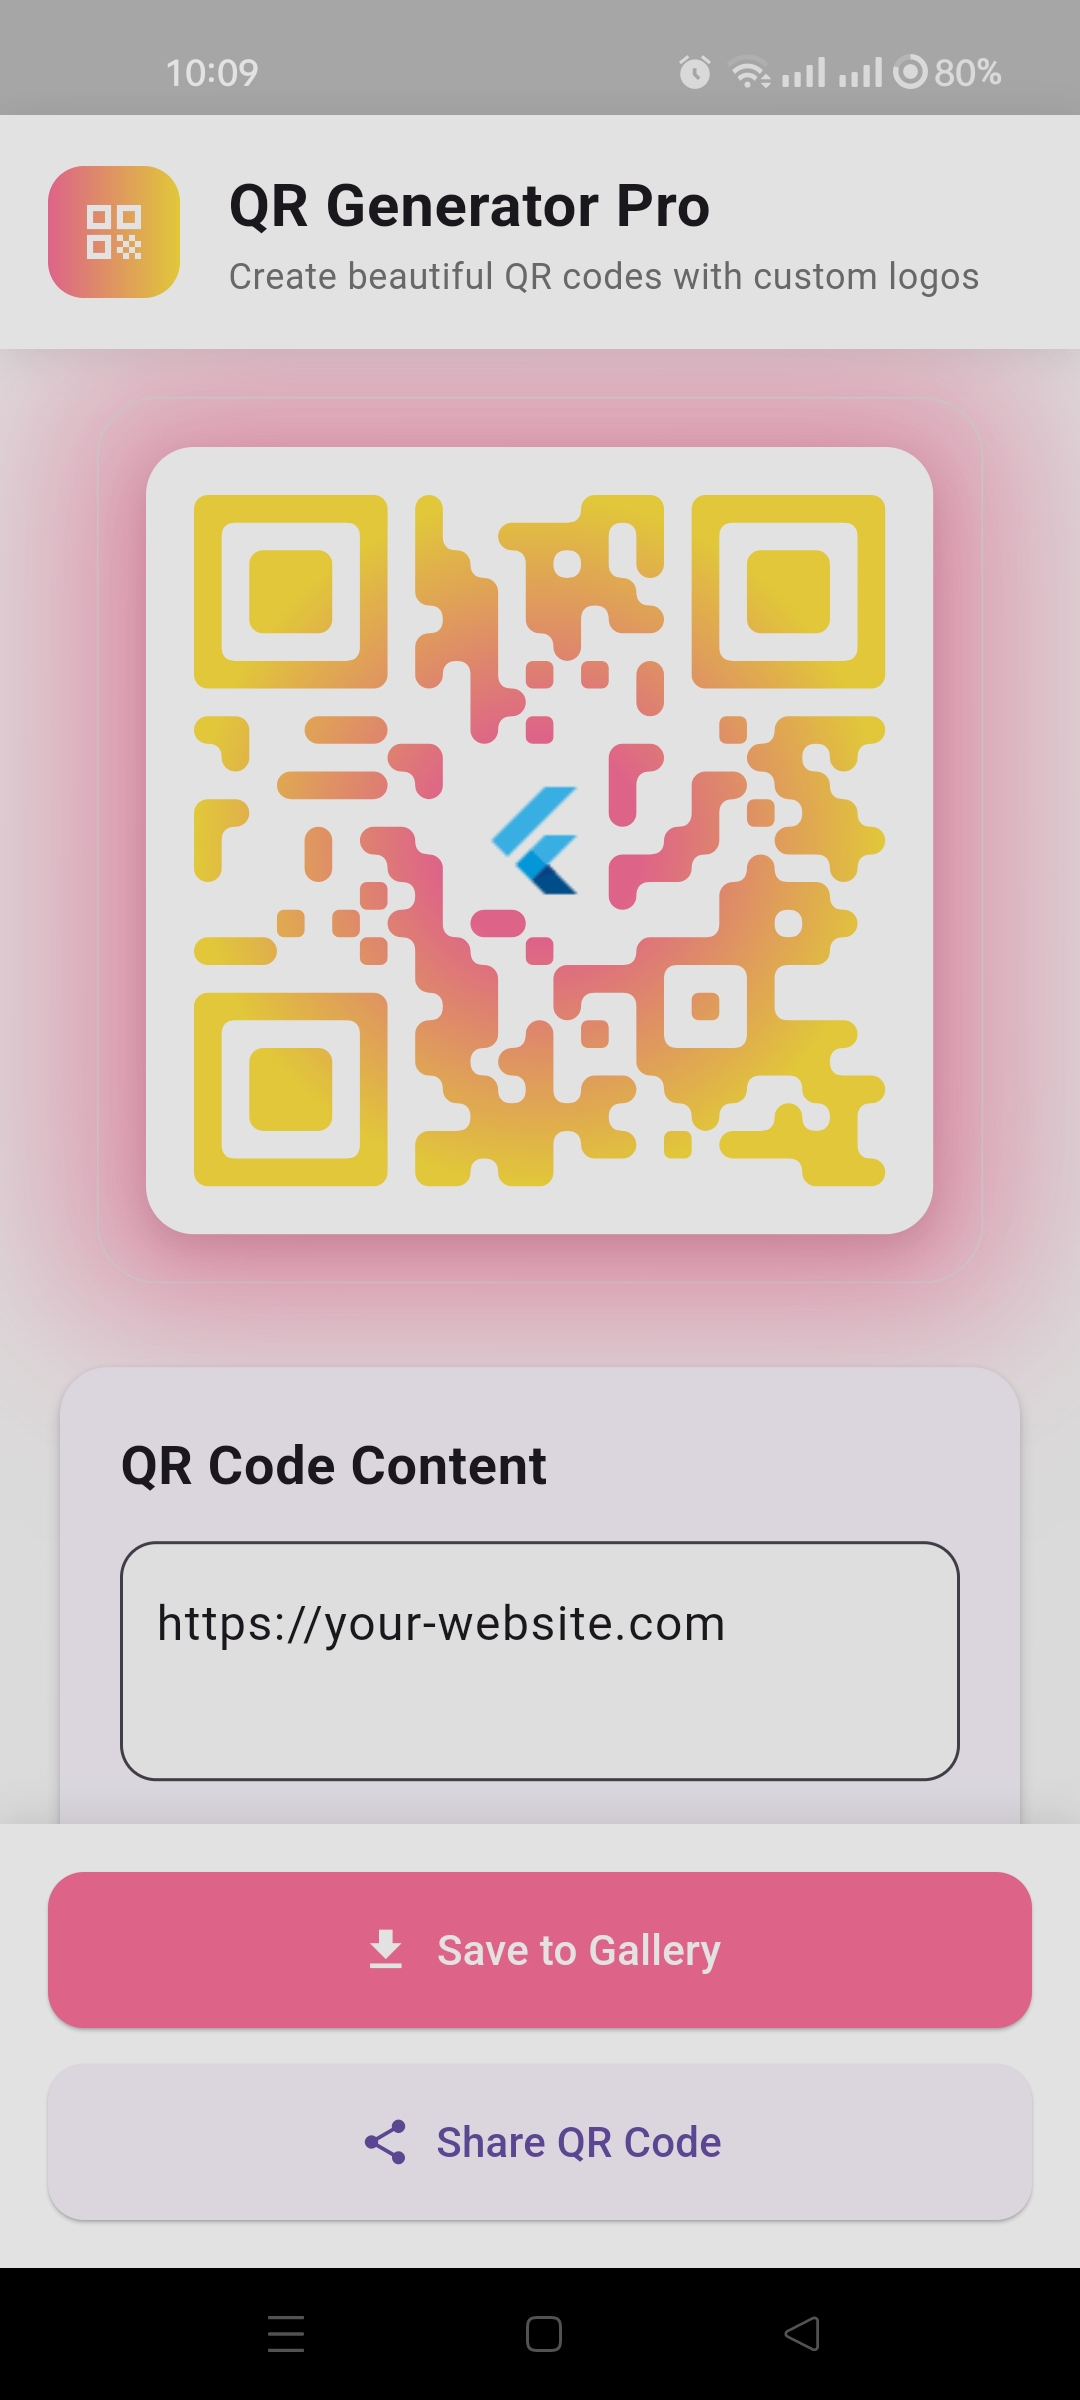 10:09
80%
QR Generator Pro
Create beautiful QR codes with custom logos
QR Code Content
https://your-website.com
Save to Gallery
Share QR Code